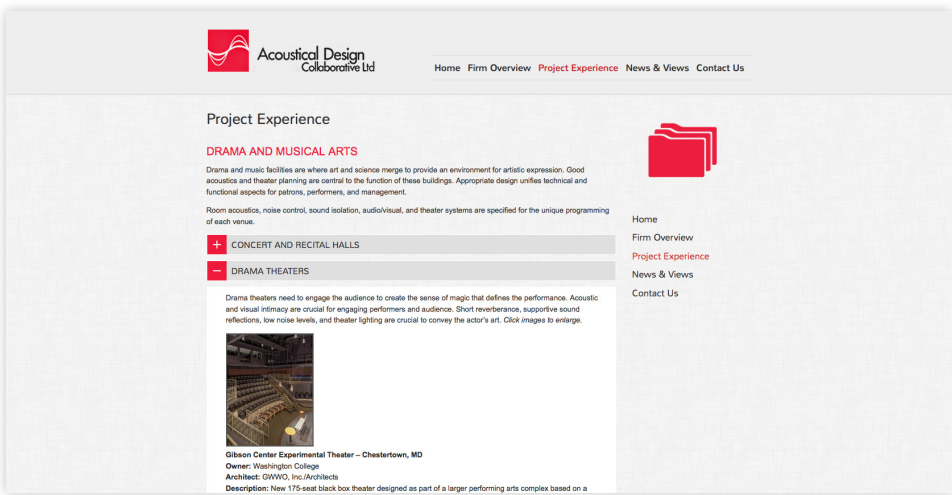 Acoustical Design
Collaborative Ltd
Home Firm Overview Project Experience News & Views Contact Us
Project Experience
DRAMA AND MUSICAL ARTS
Drama and music facilities are where art and science merge to provide an environment for artistic expression. Good
acoustics and theater planning are central to the function of these buildings. Appropriate design unifies technical and
functional aspects for patrons, performers, and management.
Room acoustics, noise control, sound isolation, audio/visual, and theater systems are specified for the unique programming
of each venue.
+ CONCERT AND RECITAL HALLS
– DRAMA THEATERS
Drama theaters need to engage the audience to create the sense of magic that defines the performance. Acoustic
and visual intimacy are crucial for engaging performers and audience. Short reverberance, supportive sound
reflections, low noise levels, and theater lighting are crucial to convey the actor's art. Click images to enlarge.
Gibson Center Experimental Theater – Chestertown, MD
Owner: Washington College
Architect: GWWO, Inc./Architects
Description: New 175-seat black box theater designed as part of a larger performing arts complex based on a
Home
Firm Overview
Project Experience
News & Views
Contact Us